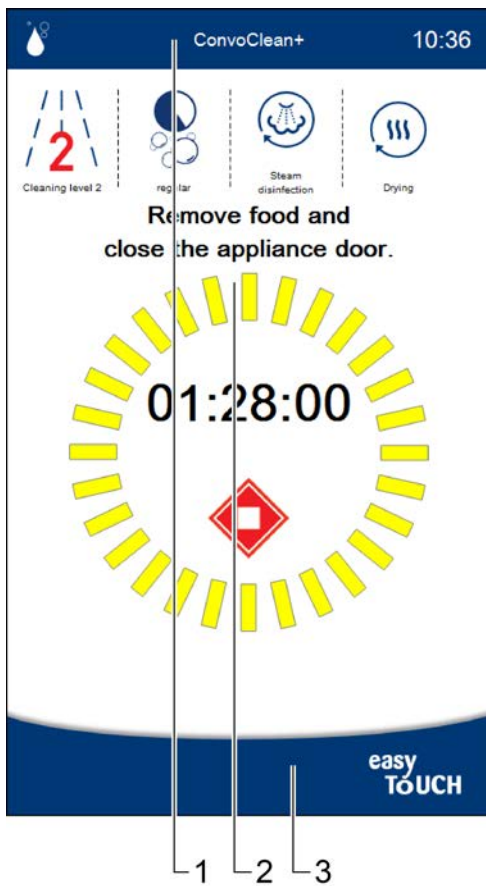 ConvoClean+ 10:36
2
Cleaning level 2
regular
Steam
disinfection
Drying
Remove food and
close the appliance door.
01:28:00
easy
ToUCH
1 2 3